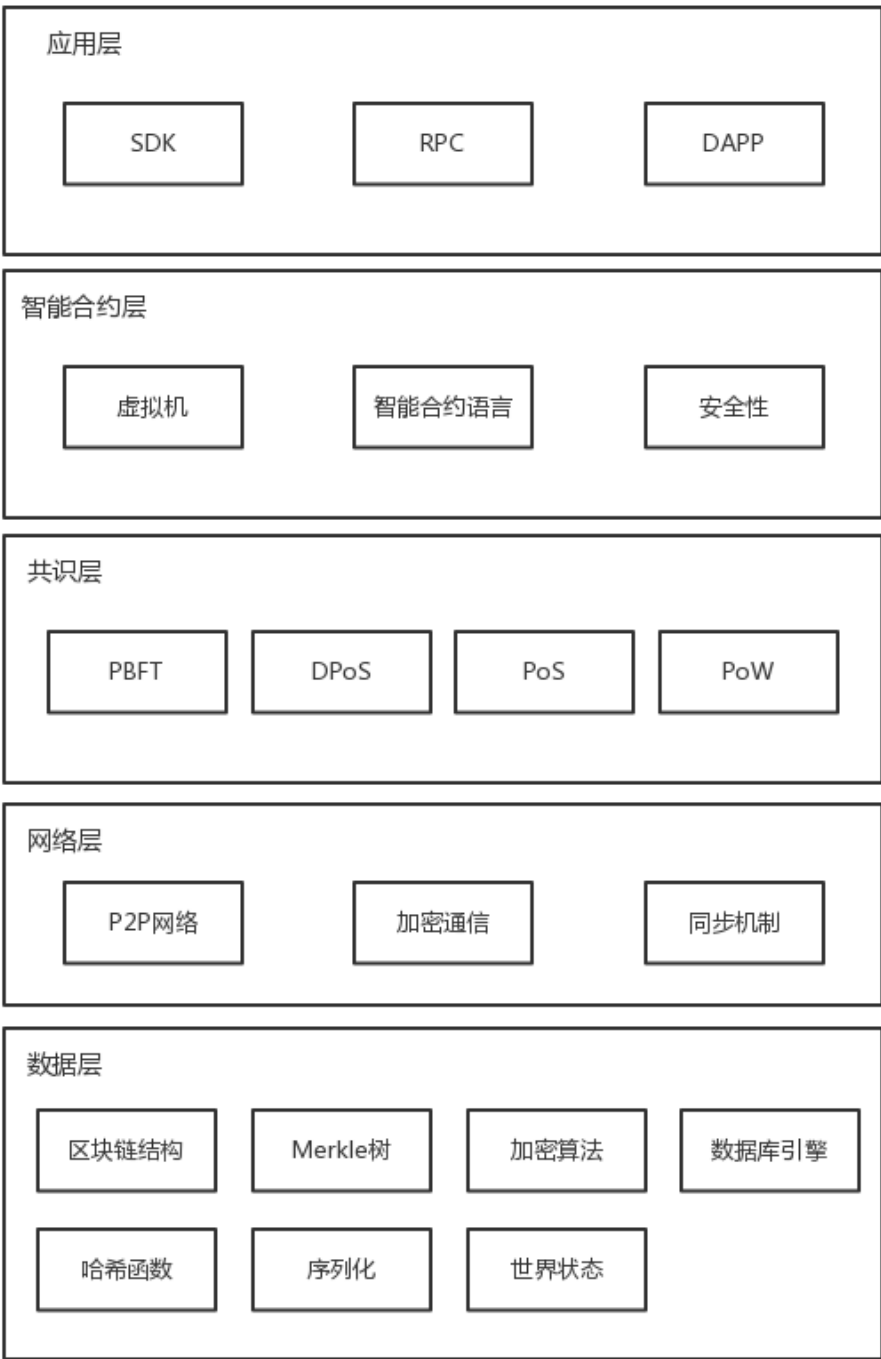 应用层
SDK
RPC
DAPP
智能合约层
虚拟机
智能合约语言
安全性
共识层
PBFT
DPoS
PoS
PoW
网络层
P2P网络
加密通信
同步机制
数据层
区块链结构
Merkle树
加密算法
数据库引擎
哈希函数
序列化
世界状态